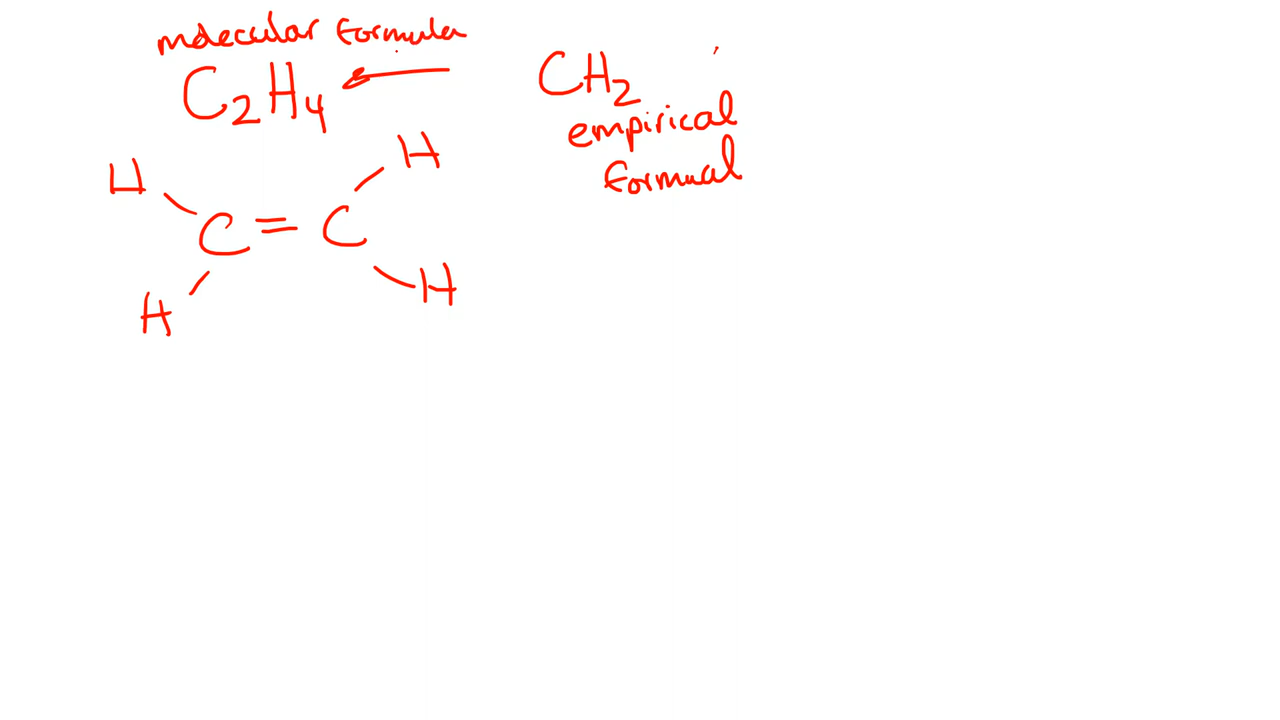 molecular formula
C2H4
CH2
empirical
formual
H
H
C = C
H
H